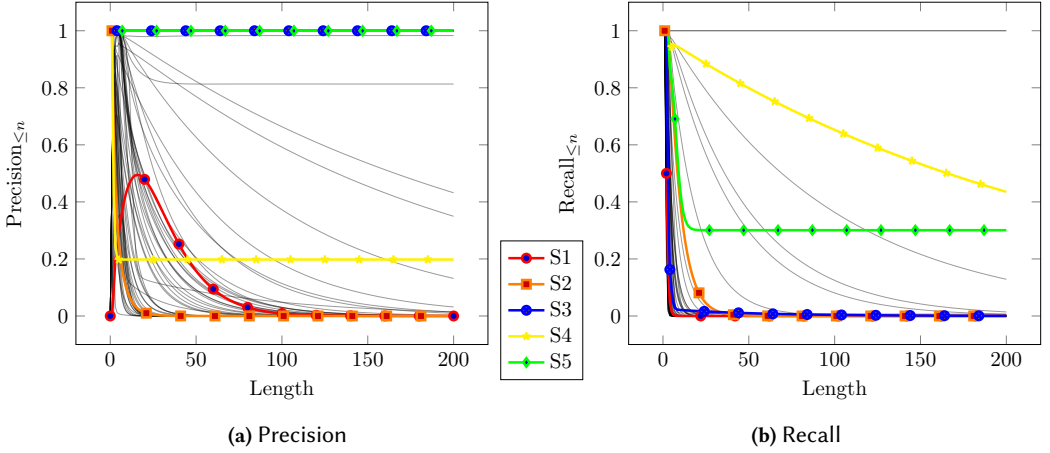 1
0.8
0.6
0.4
0.2
0
Precision≤n
0 50 100 150 200
Length
(a) Precision
S1
S2
S3
S4
S5
1
0.8
0.6
0.4
0.2
0
Recall≤n
0 50 100 150 200
Length
(b) Recall